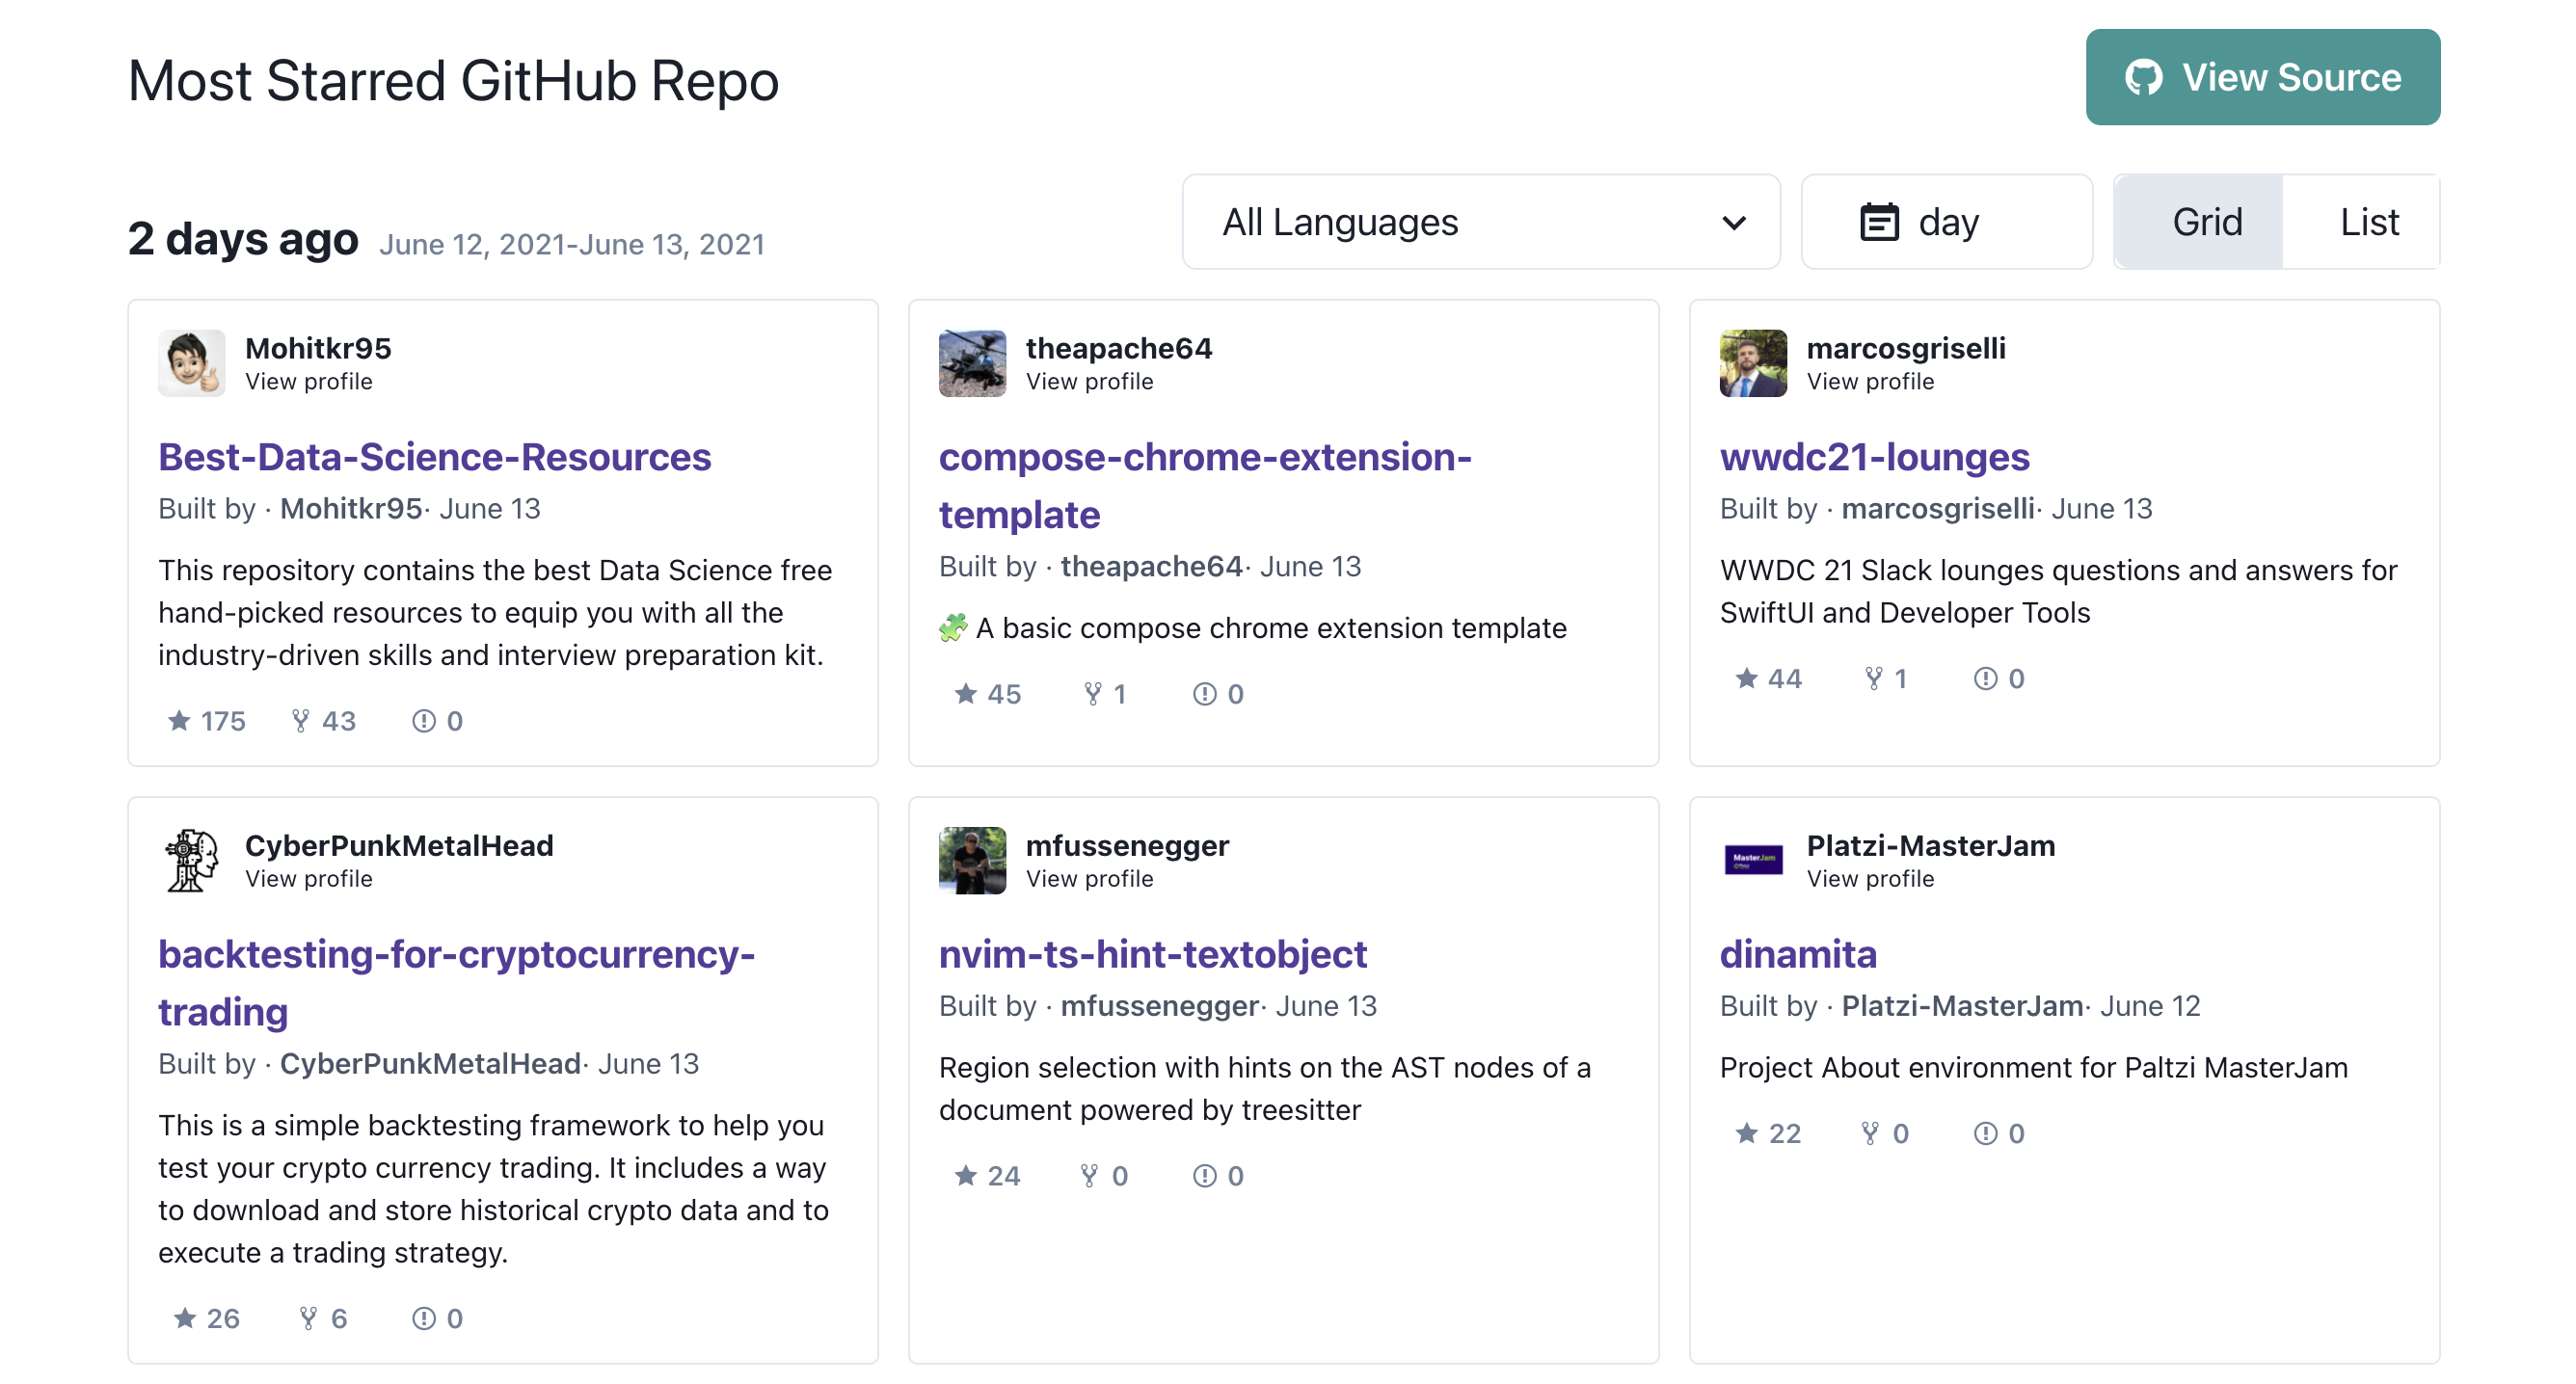 Most Starred GitHub Repo
View Source
2 days ago June 12, 2021-June 13, 2021
All Languages
day
Grid
List
Mohitkr95
View profile
Best-Data-Science-Resources
Built by · Mohitkr95· June 13
This repository contains the best Data Science free
hand-picked resources to equip you with all the
industry-driven skills and interview preparation kit.
175 43 0
theapache64
View profile
compose-chrome-extension-
template
Built by · theapache64· June 13
🧩 A basic compose chrome extension template
45 1 0
marcosgriselli
View profile
wwdc21-lounges
Built by · marcosgriselli· June 13
WWDC 21 Slack lounges questions and answers for
SwiftUI and Developer Tools
44 1 0
CyberPunkMetalHead
View profile
backtesting-for-cryptocurrency-
trading
Built by · CyberPunkMetalHead· June 13
This is a simple backtesting framework to help you
test your crypto currency trading. It includes a way
to download and store historical crypto data and to
execute a trading strategy.
26 6 0
mfussenegger
View profile
nvim-ts-hint-textobject
Built by · mfussenegger· June 13
Region selection with hints on the AST nodes of a
document powered by treesitter
24 0 0
MasterJam
Platzi-MasterJam
View profile
dinamita
Built by · Platzi-MasterJam· June 12
Project About environment for Paltzi MasterJam
22 0 0